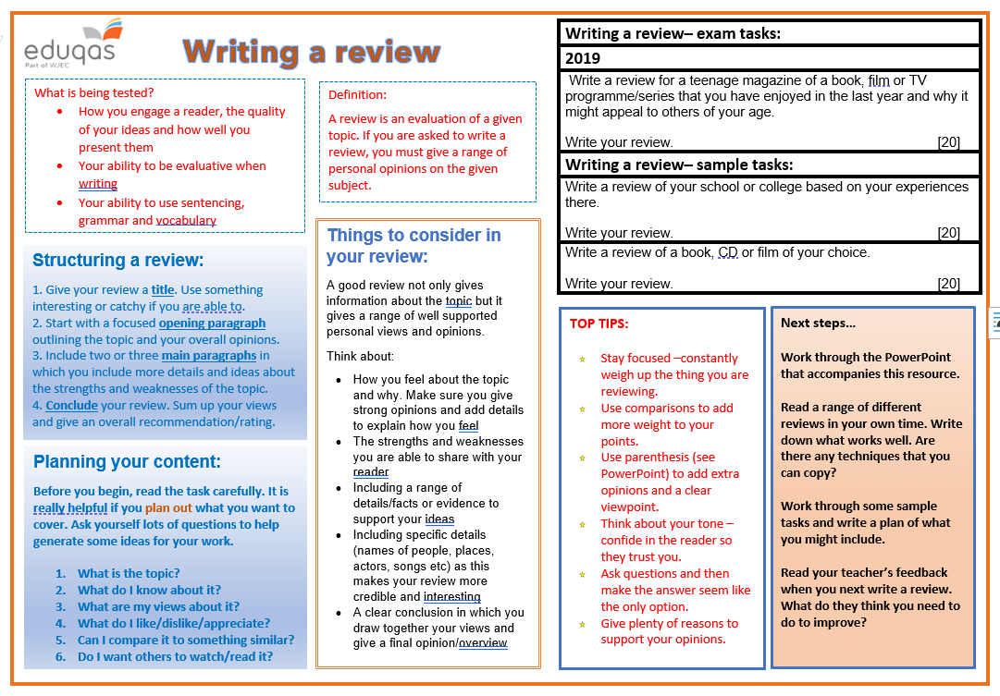 eduqas
Part of WJEC
Writing a review
What is being tested?
• How you engage a reader, the quality
of your ideas and how well you
present them
• Your ability to be evaluative when
writing
• Your ability to use sentencing,
grammar and vocabulary
Definition:
A review is an evaluation of a given
topic. If you are asked to write a
review, you must give a range of
personal opinions on the given
subject.
Structuring a review:
1. Give your review a title. Use something
interesting or catchy if you are able to.
2. Start with a focused opening paragraph
outlining the topic and your overall opinions.
3. Include two or three main paragraphs in
which you include more details and ideas about
the strengths and weaknesses of the topic.
4. Conclude your review. Sum up your views
and give an overall recommendation/rating.
Planning your content:
Before you begin, read the task carefully. It is
really helpful if you plan out what you want to
cover. Ask yourself lots of questions to help
generate some ideas for your work.
1. What is the topic?
2. What do I know about it?
3. What are my views about it?
4. What do I like/dislike/appreciate?
5. Can I compare it to something similar?
6. Do I want others to watch/read it?
Things to consider in
your review:
A good review not only gives
information about the topic but it
gives a range of well supported
personal views and opinions.
Think about:
• How you feel about the topic
and why. Make sure you give
strong opinions and add details
to explain how you feel
• The strengths and weaknesses
you are able to share with your
reader
• Including a range of
details/facts or evidence to
support your ideas
• Including specific details
(names of people, places,
actors, songs etc) as this
makes your review more
credible and interesting
• A clear conclusion in which you
draw together your views and
give a final opinion/overview
Writing a review– exam tasks:
2019
Write a review for a teenage magazine of a book, film or TV
programme/series that you have enjoyed in the last year and why it
might appeal to others of your age.
Write your review. [20]
Writing a review– sample tasks:
Write a review of your school or college based on your experiences
there.
Write your review. [20]
Write a review of a book, CD or film of your choice.
Write your review. [20]
TOP TIPS:
Stay focused –constantly
weigh up the thing you are
reviewing.
Use comparisons to add
more weight to your
points.
Use parenthesis (see
PowerPoint) to add extra
opinions and a clear
viewpoint.
Think about your tone –
confide in the reader so
they trust you.
Ask questions and then
make the answer seem like
the only option.
Give plenty of reasons to
support your opinions.
Next steps…
Work through the PowerPoint
that accompanies this resource.
Read a range of different
reviews in your own time. Write
down what works well. Are
there any techniques that you
can copy?
Work through some sample
tasks and write a plan of what
you might include.
Read your teacher’s feedback
when you next write a review.
What do they think you need to
do to improve?